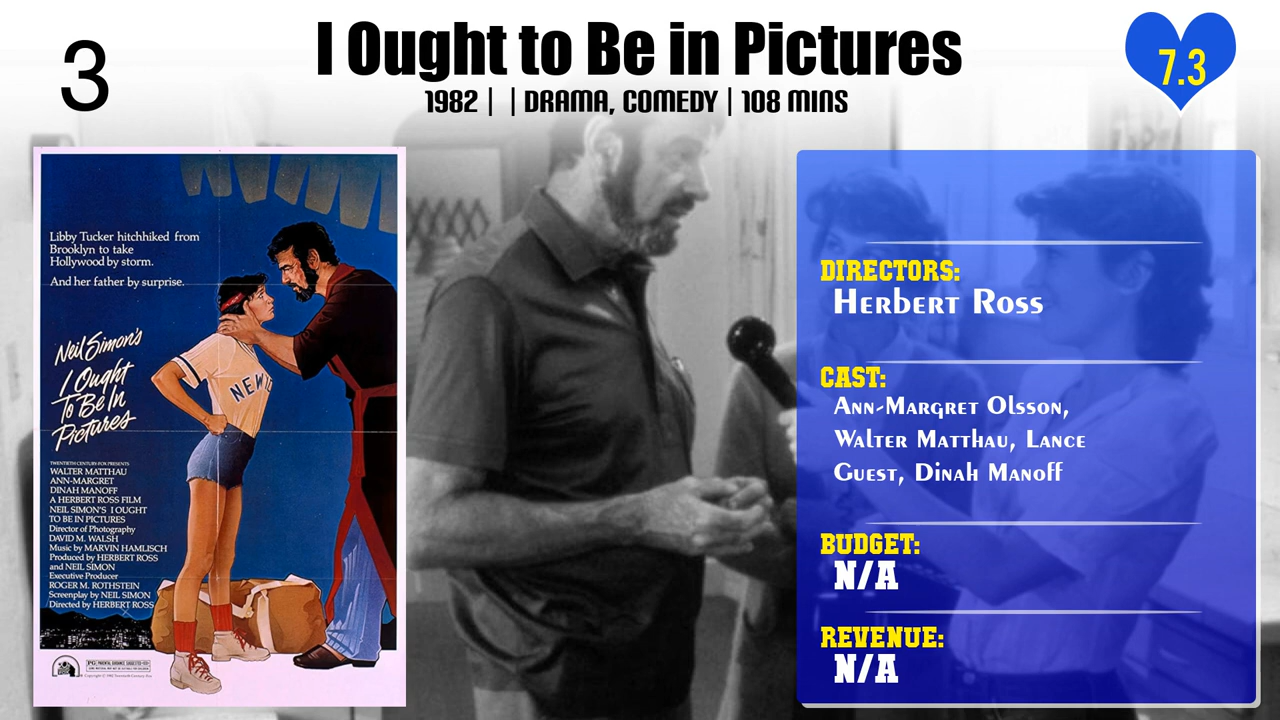 3
I Ought to Be in Pictures
1982 | | DRAMA, COMEDY | 108 MINS
7.3
Libby Tucker hitchhiked from
Brooklyn to take
Hollywood by storm.
And her father by surprise.
Neil Simon's
I Ought
To Be In
Pictures
NEW
TWENTIETH CENTURY-FOX PRESENTS
WALTER MATTHAU
ANN-MARGRET
DINAH MANOFF
A HERBERT ROSS FILM
NEIL SIMON'S I OUGHT
TO BE IN PICTURES
Director of Photography
DAVID M. WALSH
Music by MARVIN HAMLISCH
Produced by HERBERT ROSS
and NEIL SIMON
Executive Producer
ROGER M. ROTHSTEIN
Screenplay by NEIL SIMON
Directed by HERBERT ROSS
PG PARENTAL GUIDANCE SUGGESTED
DIRECTORS:
Herbert Ross
CAST:
Ann-Margret Olsson,
Walter Matthau, Lance
Guest, Dinah Manoff
BUDGET:
N/A
REVENUE:
N/A